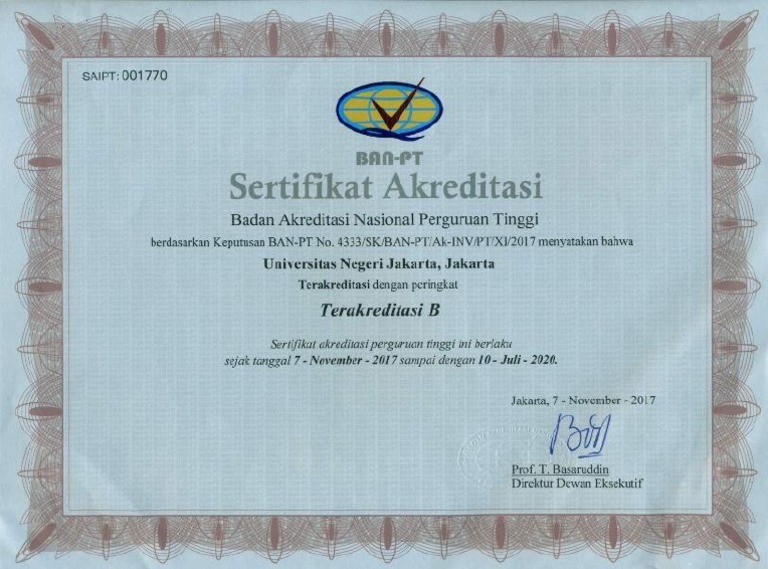 SAIPT: 001770
BAN-PT
Sertifikat Akreditasi
Badan Akreditasi Nasional Perguruan Tinggi
berdasarkan Keputusan BAN-PT No. 4333/SK/BAN-PT/Ak-INV/PT/XI/2017 menyatakan bahwa
Universitas Negeri Jakarta, Jakarta
Terakreditasi dengan peringkat
Terakreditasi B
Sertifikat akreditasi perguruan tinggi ini berlaku
sejak tanggal 7 - November - 2017 sampai dengan 10 - Juli - 2020.
Jakarta, 7 - November - 2017
Prof. T. Basaruddin
Direktur Dewan Eksekutif